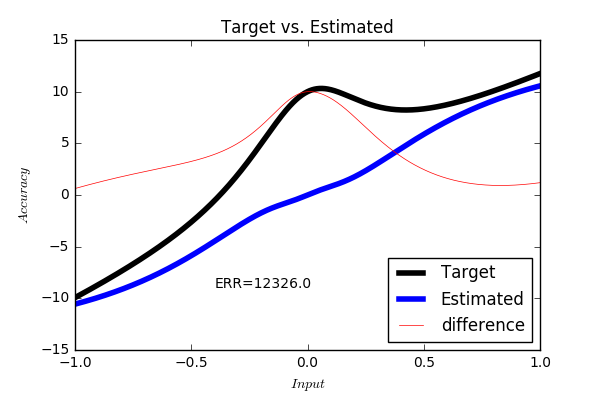 Target vs. Estimated
15
10
5
0
−5
−10
−15
Accuracy
ERR=12326.0
Target
Estimated
difference
−1.0 −0.5 0.0 0.5 1.0
Input